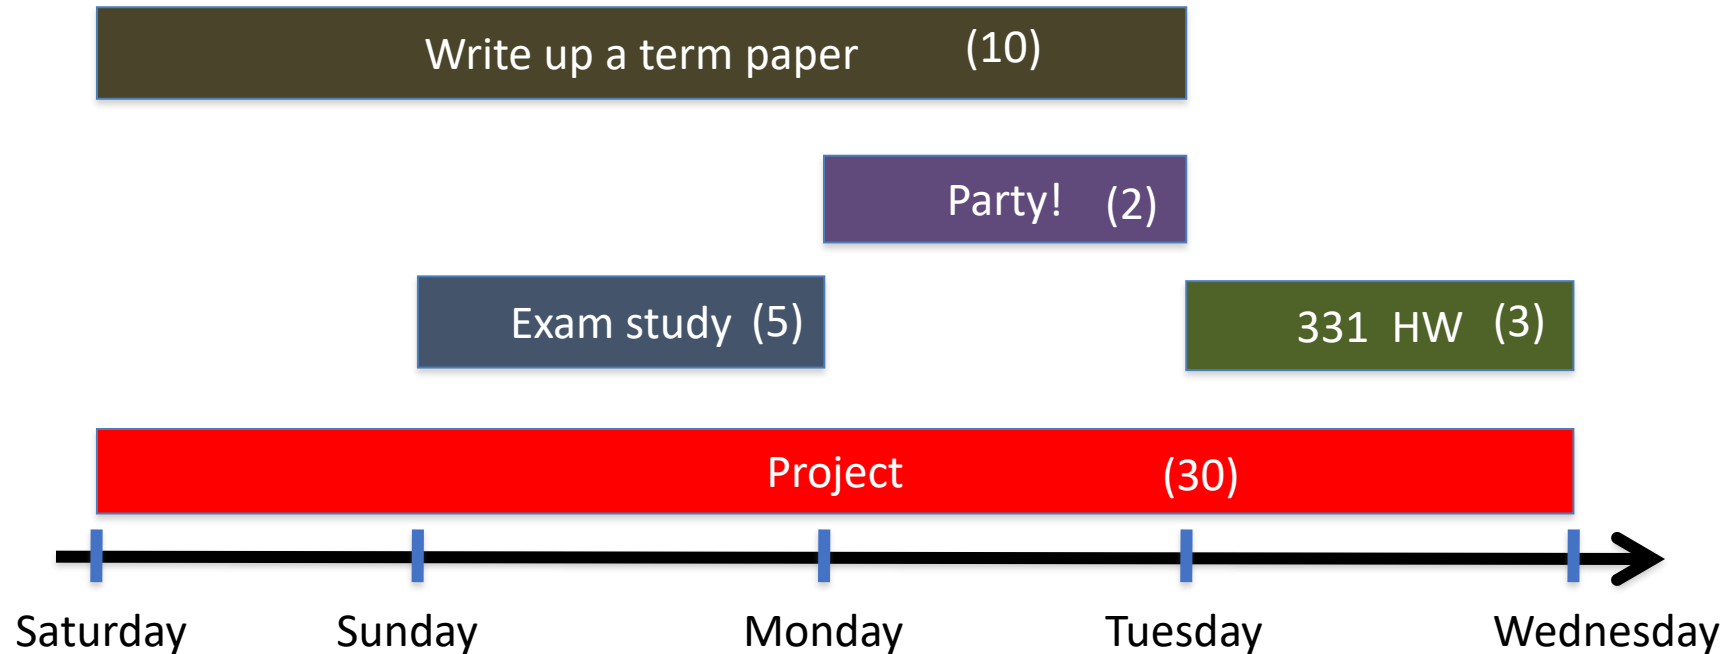 Write up a term paper (10)
Party! (2)
Exam study (5)
331 HW (3)
Project (30)
Saturday Sunday Monday Tuesday Wednesday